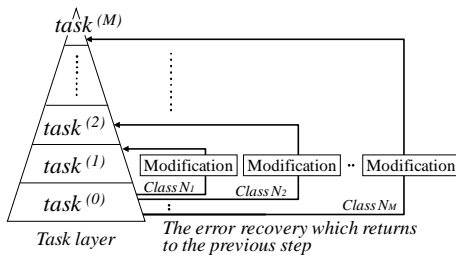 task(M)
task(2)
task(1)
task(0)
Modification Modification ·· Modification
Class N1
Class N2
Class NM
Task layer
The error recovery which returns
to the previous step